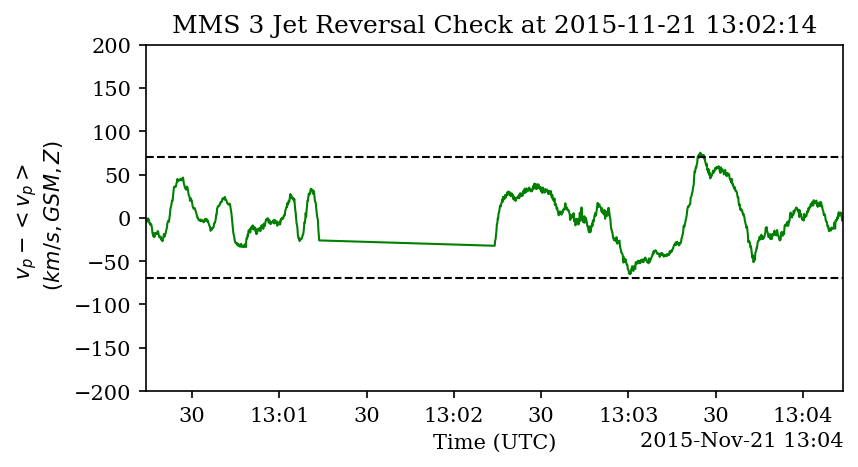 MMS 3 Jet Reversal Check at 2015-11-21 13:02:14
200
150
100
50
0
−50
−100
−150
−200
v_p − < v_p >
(km/s, GSM, Z)
30 13:01 30 13:02 30 13:03 30 13:04
Time (UTC)
2015-Nov-21 13:04